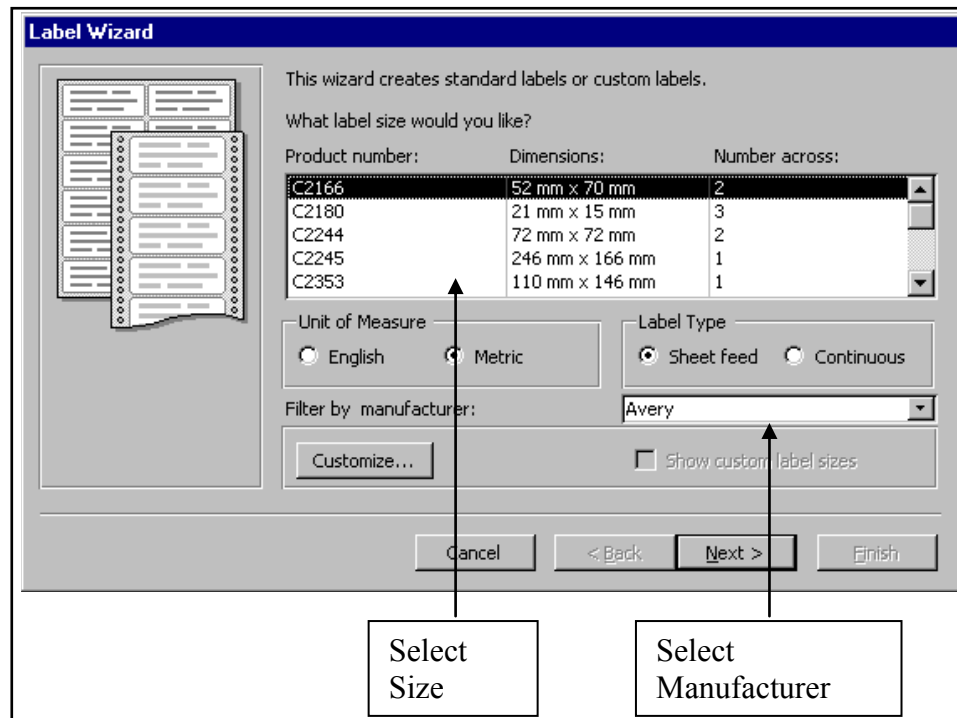 Label Wizard
This wizard creates standard labels or custom labels.
What label size would you like?
Product number: Dimensions: Number across:
C2166 52 mm x 70 mm 2
C2180 21 mm x 15 mm 3
C2244 72 mm x 72 mm 2
C2245 246 mm x 166 mm 1
C2353 110 mm x 146 mm 1
Unit of Measure Label Type
English Metric Sheet feed Continuous
Filter by manufacturer: Avery
Customize... Show custom label sizes
Cancel < Back Next > Finish
Select Select
Size Manufacturer